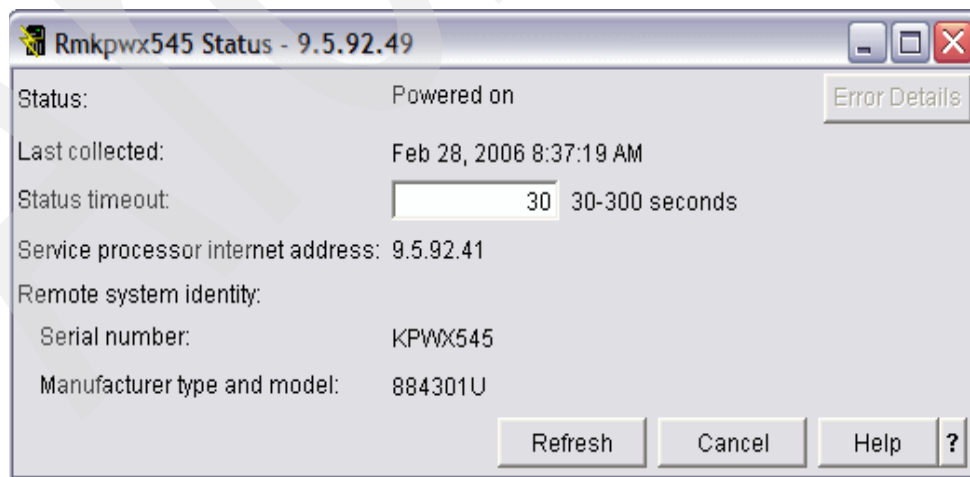 Rmkpwx545 Status - 9.5.92.49
Status: Powered on Error Details
Last collected: Feb 28, 2006 8:37:19 AM
Status timeout: 30 30-300 seconds
Service processor internet address: 9.5.92.41
Remote system identity:
Serial number: KPWX545
Manufacturer type and model: 884301U
Refresh Cancel Help ?